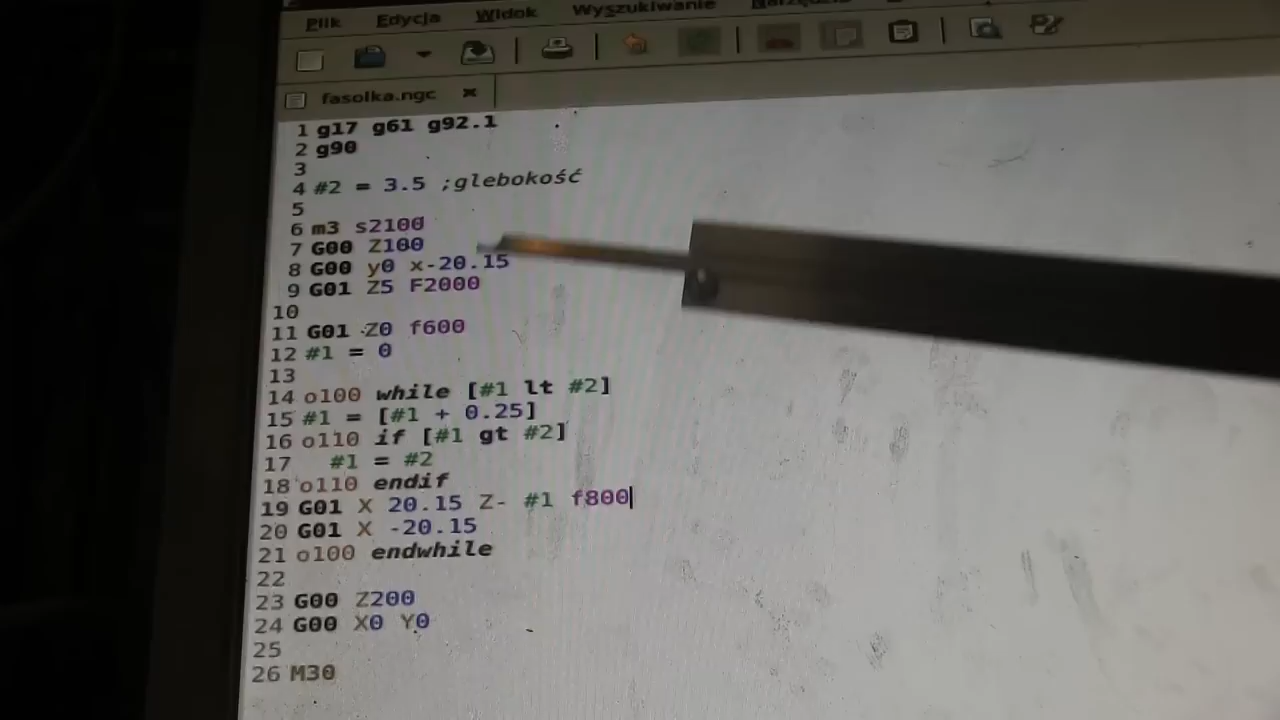 Plik Edycja Widok Wyszukiwanie Narzędzia
fasolka.ngc
1 g17 g61 g92.1
2 g90
3
4 #2 = 3.5 ;glebokość
5
6 m3 s2100
7 G00 Z100
8 G00 y0 x-20.15
9 G01 Z5 F2000
10
11 G01 Z0 f600
12 #1 = 0
13
14 o100 while [#1 lt #2]
15 #1 = [#1 + 0.25]
16 o110 if [#1 gt #2]
17 #1 = #2
18 o110 endif
19 G01 X 20.15 Z- #1 f800
20 G01 X -20.15
21 o100 endwhile
22
23 G00 Z200
24 G00 X0 Y0
25
26 M30